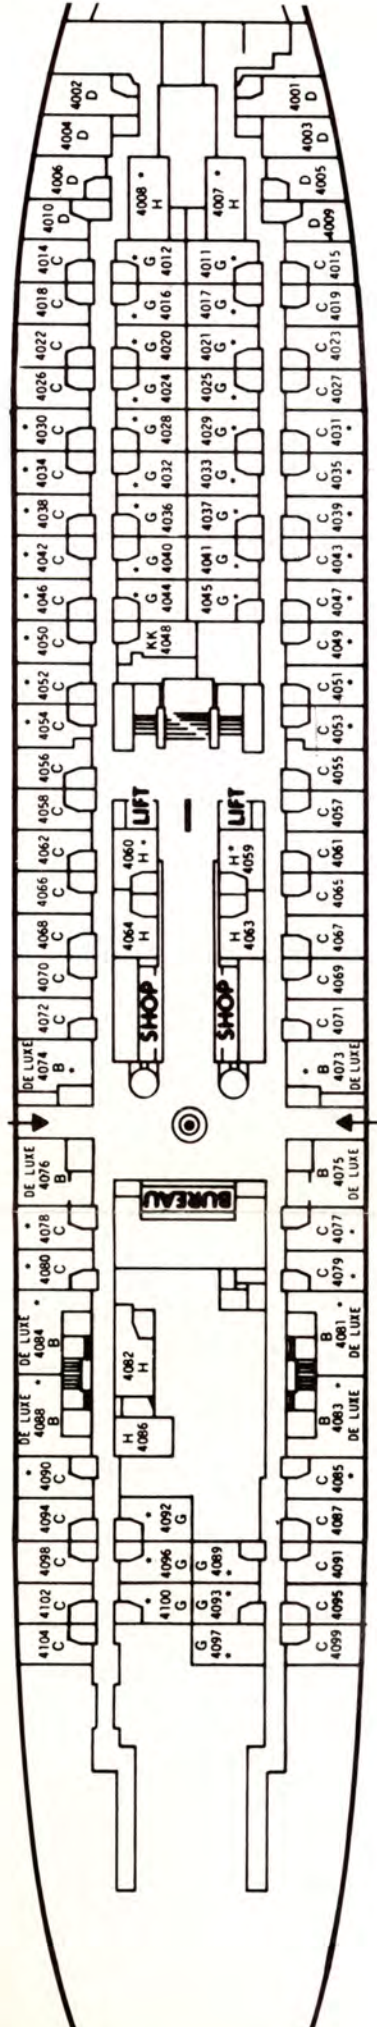 4002 D
4001 D
4004 D
4003 D
4006 D
4008 * H
4007 * H
D 4005
4010 D
D 4009
4014 C
* G 4012
4011 G *
C 4015
4018 C
* G 4016
4017 G *
C 4019
4022 C
* G 4020
4021 G *
C 4023
4026 C
* G 4024
4025 G *
C 4027
* 4030 C
* G 4028
4029 G *
C 4031 *
* 4034 C
* G 4032
4033 G *
C 4035 *
* 4038 C
* G 4036
4037 G *
C 4039 *
* 4042 C
* G 4040
4041 G *
C 4043 *
* 4046 C
* G 4044
4045 G *
C 4047 *
* 4050 C
KK 4048
C 4049 *
* 4052 C
C 4051 *
* 4054 C
C 4053 *
4056 C
C 4055
4058 C
LIFT
LIFT
C 4057
4062 C
4060 H *
H * 4059
C 4061
4066 C
C 4065
4068 C
4064 H
H 4063
C 4067
4070 C
C 4069
4072 C
SHOP
SHOP
C 4071
DE LUXE 4074 B *
* B 4073 DE LUXE
DE LUXE 4076 B
B 4075 DE LUXE
* 4078 C
BUREAU
C 4077 *
* 4080 C
C 4079 *
DE LUXE 4084 * B
B 4081 * DE LUXE
4082 H
DE LUXE 4088 * B
B 4083 * DE LUXE
H 4086
* 4090 C
C 4085 *
4094 C
* 4092 G
C 4087
4098 C
* 4096 G
G 4089 *
C 4091
4102 C
* 4100 G
G 4093 *
C 4095
4104 C
G 4097 *
C 4099